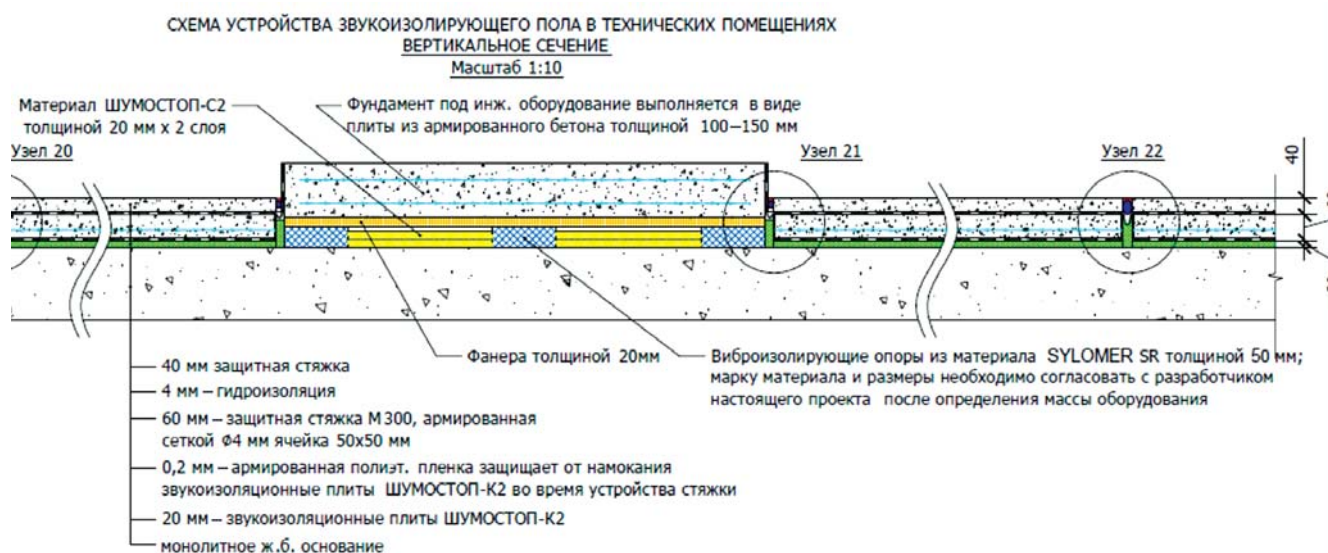 СХЕМА УСТРОЙСТВА ЗВУКОИЗОЛИРУЮЩЕГО ПОЛА В ТЕХНИЧЕСКИХ ПОМЕЩЕНИЯХ
ВЕРТИКАЛЬНОЕ СЕЧЕНИЕ
Масштаб 1:10
Материал ШУМОСТОП-С2
толщиной 20 мм х 2 слоя
Фундамент под инж. оборудование выполняется в виде
плиты из армированного бетона толщиной 100–150 мм
Узел 20
Узел 21
Узел 22
40
Фанера толщиной 20мм
Виброизолирующие опоры из материала SYLOMER SR толщиной 50 мм;
марку материала и размеры необходимо согласовать с разработчиком
настоящего проекта после определения массы оборудования
40 мм защитная стяжка
4 мм – гидроизоляция
60 мм – защитная стяжка М300, армированная
сеткой Ф4 мм ячейка 50х50 мм
0,2 мм – армированная полиэт. пленка защищает от намокания
звукоизоляционные плиты ШУМОСТОП-К2 во время устройства стяжки
20 мм – звукоизоляционные плиты ШУМОСТОП-К2
монолитное ж.б. основание